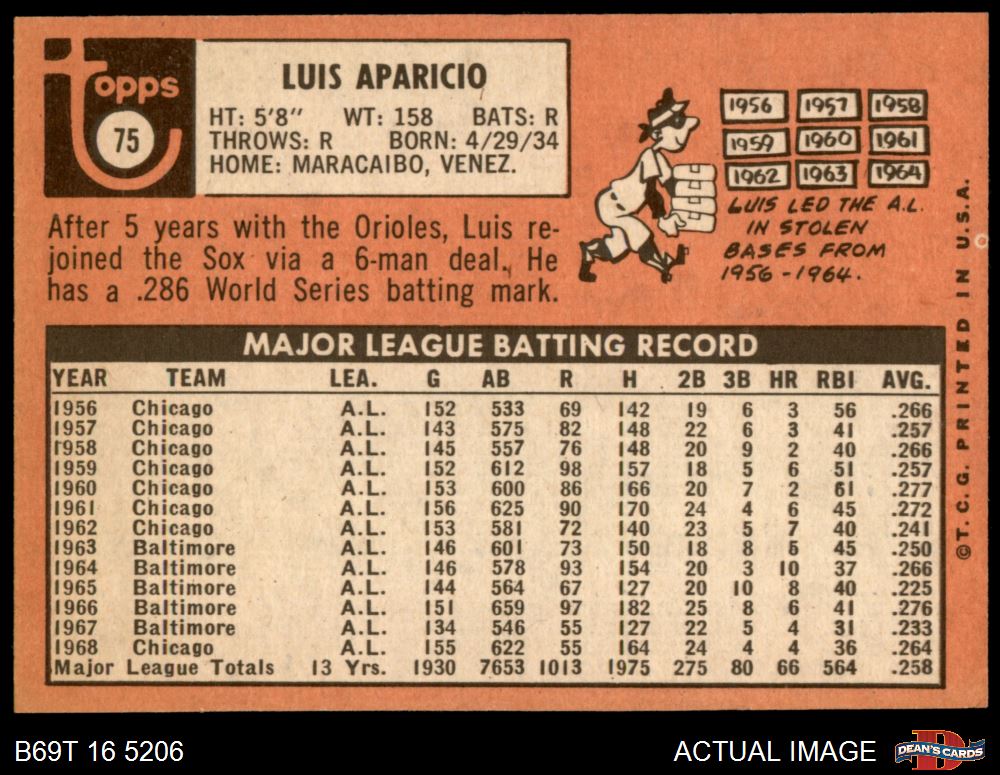 Topps
75
LUIS APARICIO
HT: 5'8" WT: 158 BATS: R
THROWS: R BORN: 4/29/34
HOME: MARACAIBO, VENEZ.
After 5 years with the Orioles, Luis re-
joined the Sox via a 6-man deal. He
has a .286 World Series batting mark.
1956 1957 1958
1959 1960 1961
1962 1963 1964
LUIS LED THE A.L.
IN STOLEN
BASES FROM
1956-1964.
MAJOR LEAGUE BATTING RECORD
YEAR TEAM LEA. G AB R H 2B 3B HR RBI AVG.
1956 Chicago A.L. 152 533 69 142 19 6 3 56 .266
1957 Chicago A.L. 143 575 82 148 22 6 3 41 .257
1958 Chicago A.L. 145 557 76 148 20 9 2 40 .266
1959 Chicago A.L. 152 612 98 157 18 5 6 51 .257
1960 Chicago A.L. 153 600 86 166 20 7 2 61 .277
1961 Chicago A.L. 156 625 90 170 24 4 6 45 .272
1962 Chicago A.L. 153 581 72 140 23 5 7 40 .241
1963 Baltimore A.L. 146 601 73 150 18 8 5 45 .250
1964 Baltimore A.L. 146 578 93 154 20 3 10 37 .266
1965 Baltimore A.L. 144 564 67 127 20 10 8 40 .225
1966 Baltimore A.L. 151 659 97 182 25 8 6 41 .276
1967 Baltimore A.L. 134 546 55 127 22 5 4 31 .233
1968 Chicago A.L. 155 622 55 164 24 4 4 36 .264
Major League Totals 13 Yrs. 1930 7653 1013 1975 275 80 66 564 .258
©T.C.G. PRINTED IN U.S.A.
B69T 16 5206
ACTUAL IMAGE
DEAN'S CARDS